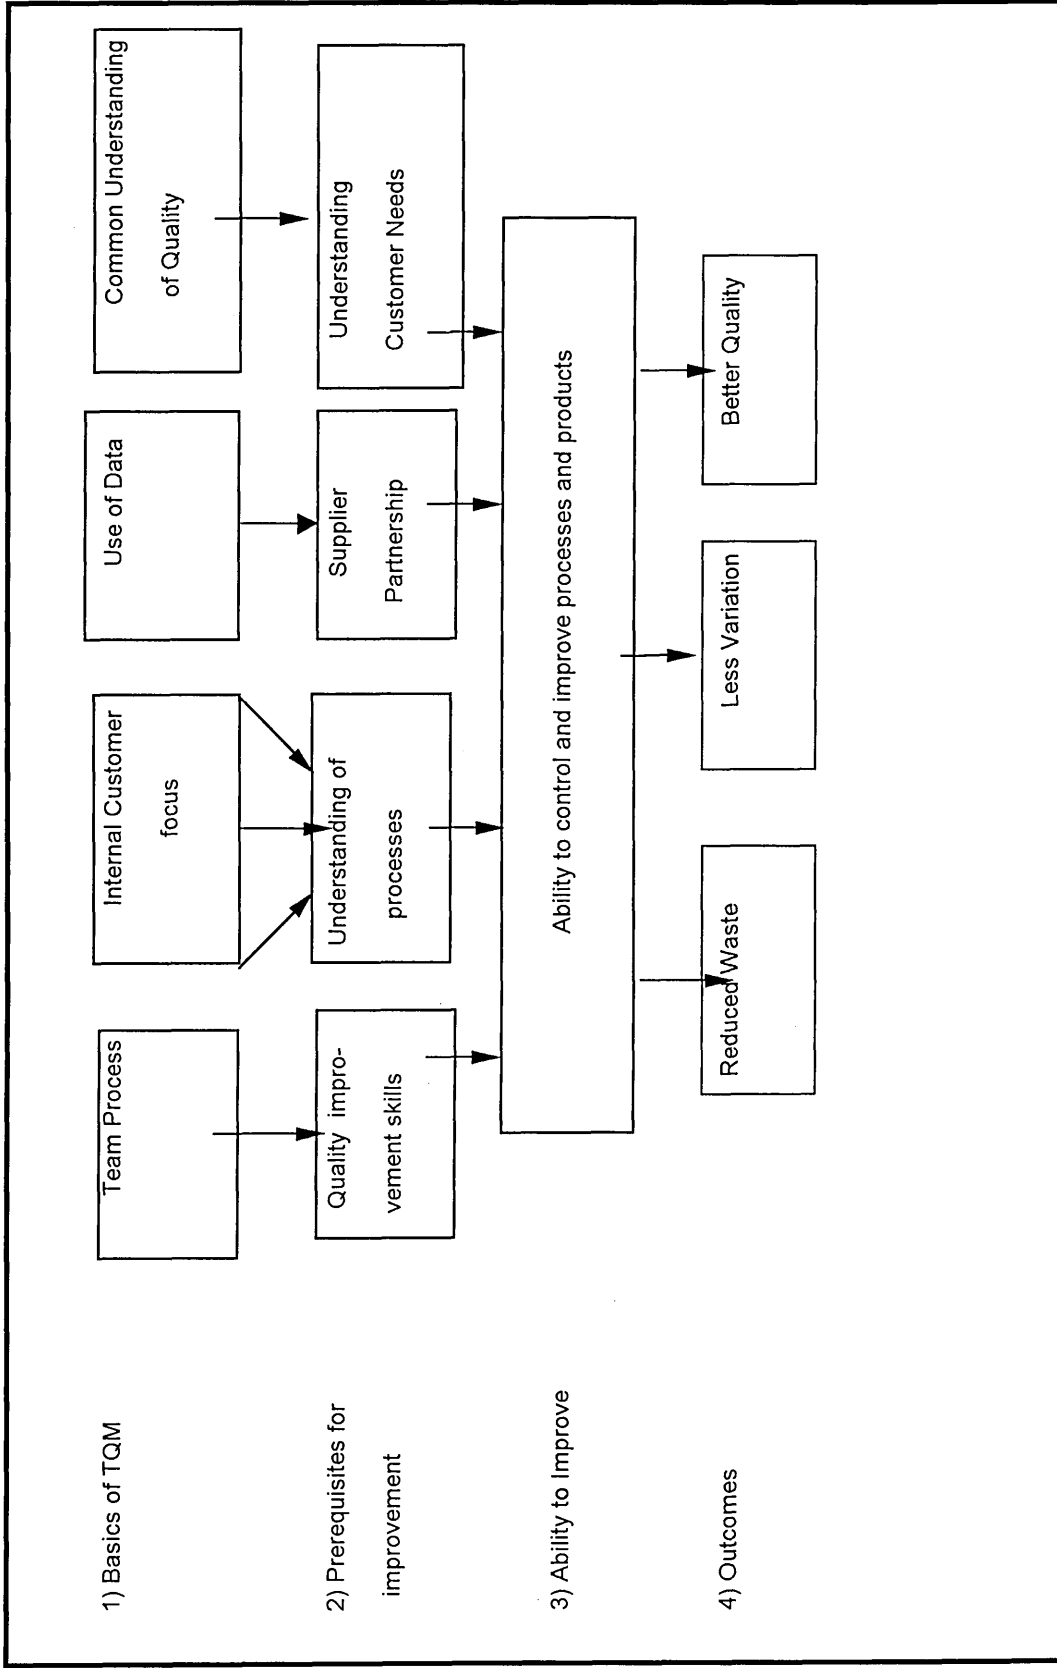 1) Basics of TQM
Team Process
Internal Customer
focus
Use of Data
Common Understanding
of Quality
2) Prerequisites for
improvement
Quality impro-
vement skills
Understanding of
processes
Supplier
Partnership
Understanding
Customer Needs
3) Ability to Improve
Ability to control and improve processes and products
4) Outcomes
Reduced Waste
Less Variation
Better Quality